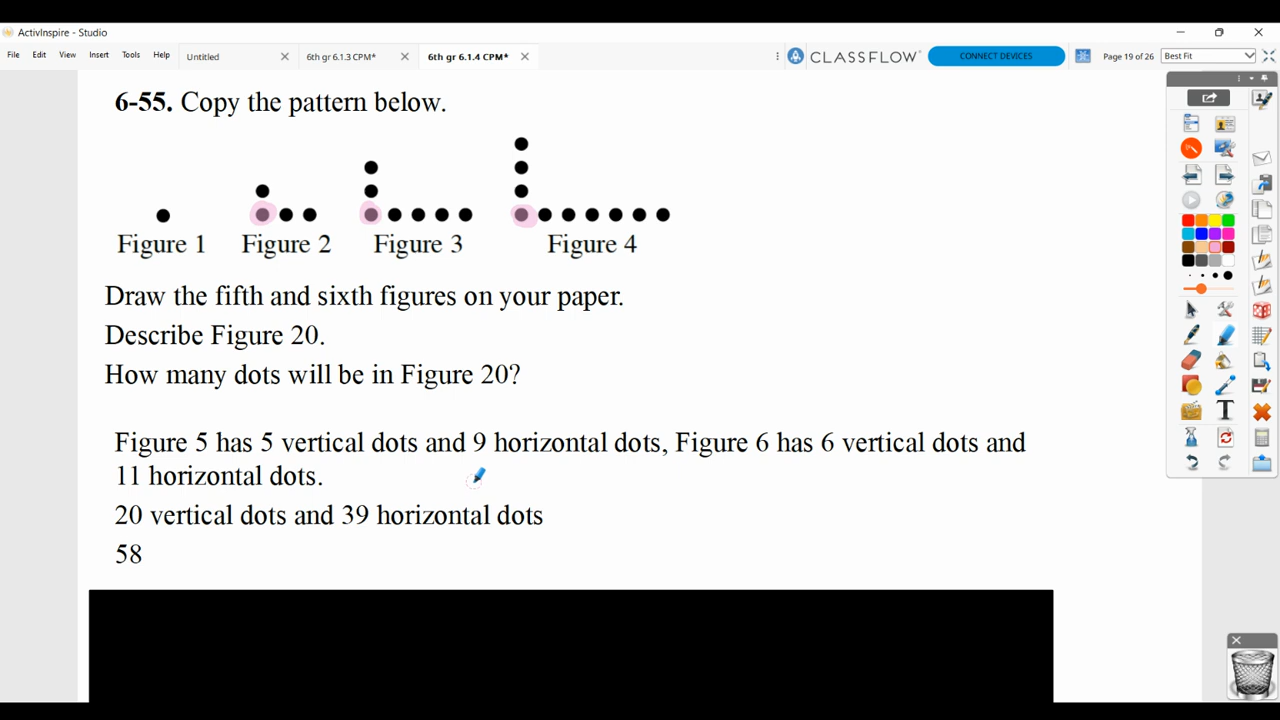 ActivInspire - Studio
File Edit View Insert Tools Help Untitled 6th gr 6.1.3 CPM* 6th gr 6.1.4 CPM* CLASSFLOW CONNECT DEVICES Page 19 of 26 Best Fit
6-55. Copy the pattern below.
Figure 1 Figure 2 Figure 3 Figure 4
Draw the fifth and sixth figures on your paper.
Describe Figure 20.
How many dots will be in Figure 20?
Figure 5 has 5 vertical dots and 9 horizontal dots, Figure 6 has 6 vertical dots and
11 horizontal dots.
20 vertical dots and 39 horizontal dots
58